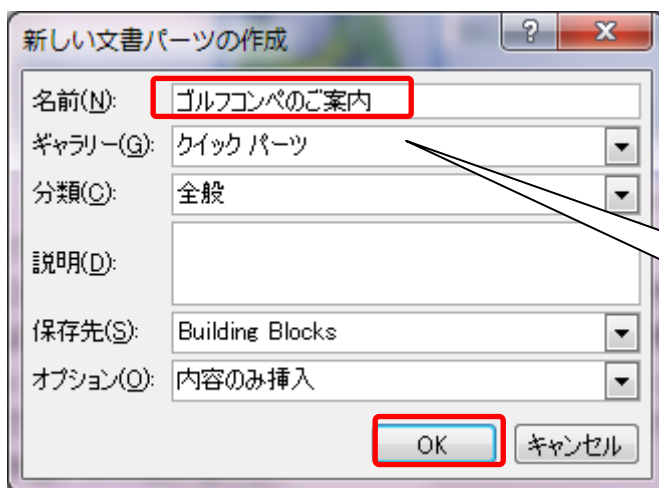 新しい文書パーツの作成
名前(N): ゴルフコンペのご案内
ギャラリー(G): クイック パーツ
分類(C): 全般
説明(D):
保存先(S): Building Blocks
オプション(O): 内容のみ挿入
OK キャンセル